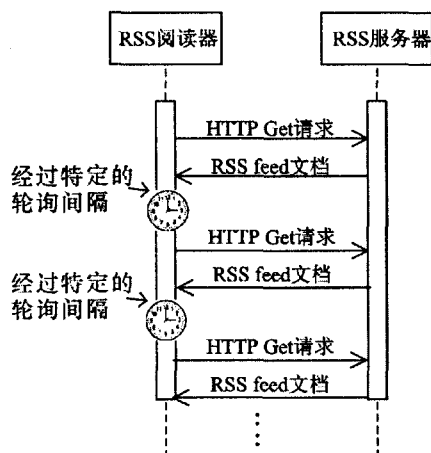 RSS阅读器
RSS服务器
HTTP Get请求
RSS feed文档
经过特定的
轮询间隔
HTTP Get请求
RSS feed文档
经过特定的
轮询间隔
HTTP Get请求
RSS feed文档